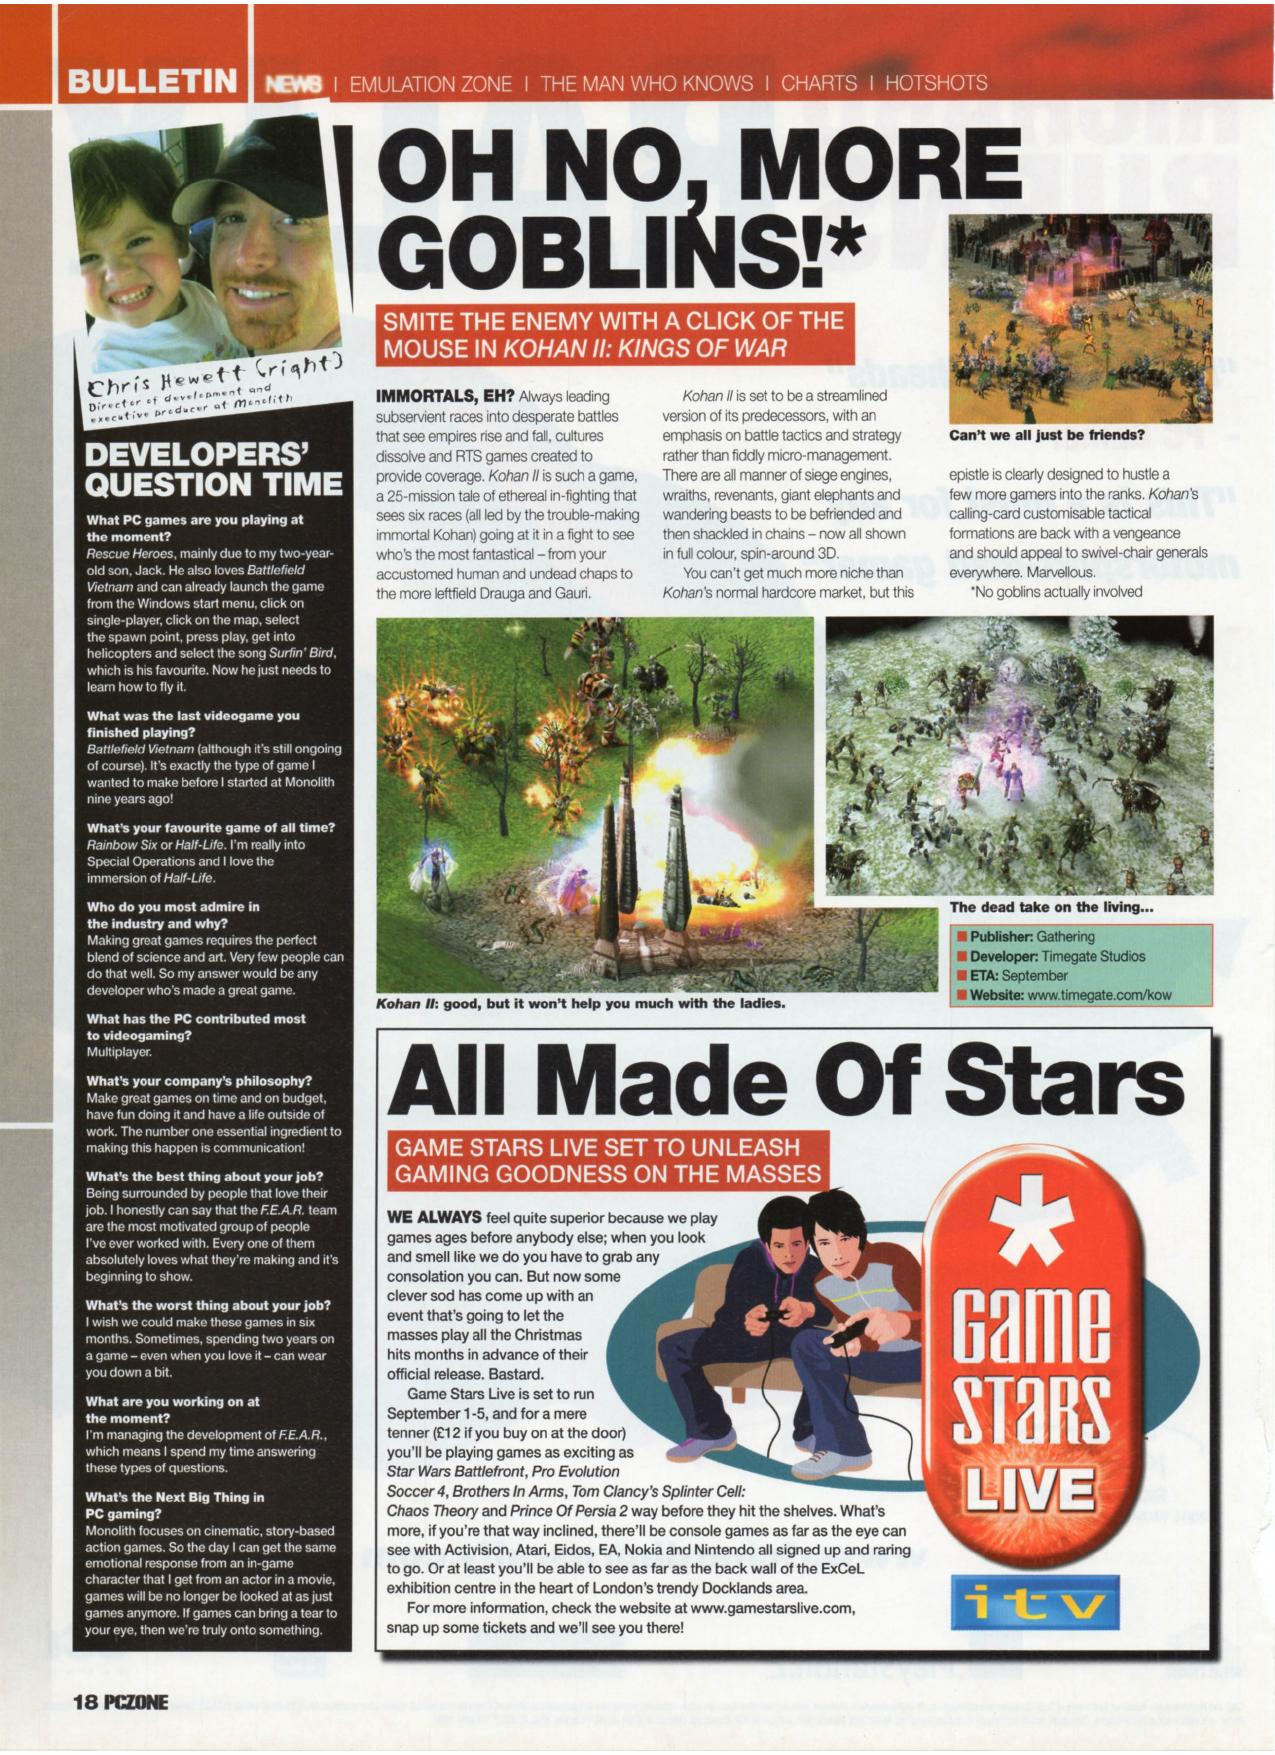 BULLETIN
NEWS | EMULATION ZONE | THE MAN WHO KNOWS | CHARTS | HOTSHOTS
Chris Hewett (right)
Director of development and
executive producer at Monolith
DEVELOPERS'
QUESTION TIME
What PC games are you playing at
the moment?
Rescue Heroes, mainly due to my two-year-
old son, Jack. He also loves Battlefield
Vietnam and can already launch the game
from the Windows start menu, click on
single-player, click on the map, select
the spawn point, press play, get into
helicopters and select the song Surfin' Bird,
which is his favourite. Now he just needs to
learn how to fly it.
What was the last videogame you
finished playing?
Battlefield Vietnam (although it's still ongoing
of course). It's exactly the type of game I
wanted to make before I started at Monolith
nine years ago!
What's your favourite game of all time?
Rainbow Six or Half-Life. I'm really into
Special Operations and I love the
immersion of Half-Life.
Who do you most admire in
the industry and why?
Making great games requires the perfect
blend of science and art. Very few people can
do that well. So my answer would be any
developer who's made a great game.
What has the PC contributed most
to videogaming?
Multiplayer.
What's your company's philosophy?
Make great games on time and on budget,
have fun doing it and have a life outside of
work. The number one essential ingredient to
making this happen is communication!
What's the best thing about your job?
Being surrounded by people that love their
job. I honestly can say that the F.E.A.R. team
are the most motivated group of people
I've ever worked with. Every one of them
absolutely loves what they're making and it's
beginning to show.
What's the worst thing about your job?
I wish we could make these games in six
months. Sometimes, spending two years on
a game – even when you love it – can wear
you down a bit.
What are you working on at
the moment?
I'm managing the development of F.E.A.R.,
which means I spend my time answering
these types of questions.
What's the Next Big Thing in
PC gaming?
Monolith focuses on cinematic, story-based
action games. So the day I can get the same
emotional response from an in-game
character that I get from an actor in a movie,
games will be no longer be looked at as just
games anymore. If games can bring a tear to
your eye, then we're truly onto something.
OH NO, MORE
GOBLINS!*
SMITE THE ENEMY WITH A CLICK OF THE
MOUSE IN KOHAN II: KINGS OF WAR
IMMORTALS, EH? Always leading
subservient races into desperate battles
that see empires rise and fall, cultures
dissolve and RTS games created to
provide coverage. Kohan II is such a game,
a 25-mission tale of ethereal in-fighting that
sees six races (all led by the trouble-making
immortal Kohan) going at it in a fight to see
who's the most fantastical – from your
accustomed human and undead chaps to
the more leftfield Drauga and Gauri.
Kohan II is set to be a streamlined
version of its predecessors, with an
emphasis on battle tactics and strategy
rather than fiddly micro-management.
There are all manner of siege engines,
wraiths, revenants, giant elephants and
wandering beasts to be befriended and
then shackled in chains – now all shown
in full colour, spin-around 3D.
You can't get much more niche than
Kohan's normal hardcore market, but this
Can't we all just be friends?
epistle is clearly designed to hustle a
few more gamers into the ranks. Kohan's
calling-card customisable tactical
formations are back with a vengeance
and should appeal to swivel-chair generals
everywhere. Marvellous.
*No goblins actually involved
Kohan II: good, but it won't help you much with the ladies.
The dead take on the living...
Publisher: Gathering
Developer: Timegate Studios
ETA: September
Website: www.timegate.com/kow
All Made Of Stars
GAME STARS LIVE SET TO UNLEASH
GAMING GOODNESS ON THE MASSES
WE ALWAYS feel quite superior because we play
games ages before anybody else; when you look
and smell like we do you have to grab any
consolation you can. But now some
clever sod has come up with an
event that's going to let the
masses play all the Christmas
hits months in advance of their
official release. Bastard.
Game Stars Live is set to run
September 1-5, and for a mere
tenner (£12 if you buy on at the door)
you'll be playing games as exciting as
Star Wars Battlefront, Pro Evolution
Soccer 4, Brothers In Arms, Tom Clancy's Splinter Cell:
Chaos Theory and Prince Of Persia 2 way before they hit the shelves. What's
more, if you're that way inclined, there'll be console games as far as the eye can
see with Activision, Atari, Eidos, EA, Nokia and Nintendo all signed up and raring
to go. Or at least you'll be able to see as far as the back wall of the ExCeL
exhibition centre in the heart of London's trendy Docklands area.
For more information, check the website at www.gamestarslive.com,
snap up some tickets and we'll see you there!
*
Game
STARS
LIVE
itv
18 PCZONE